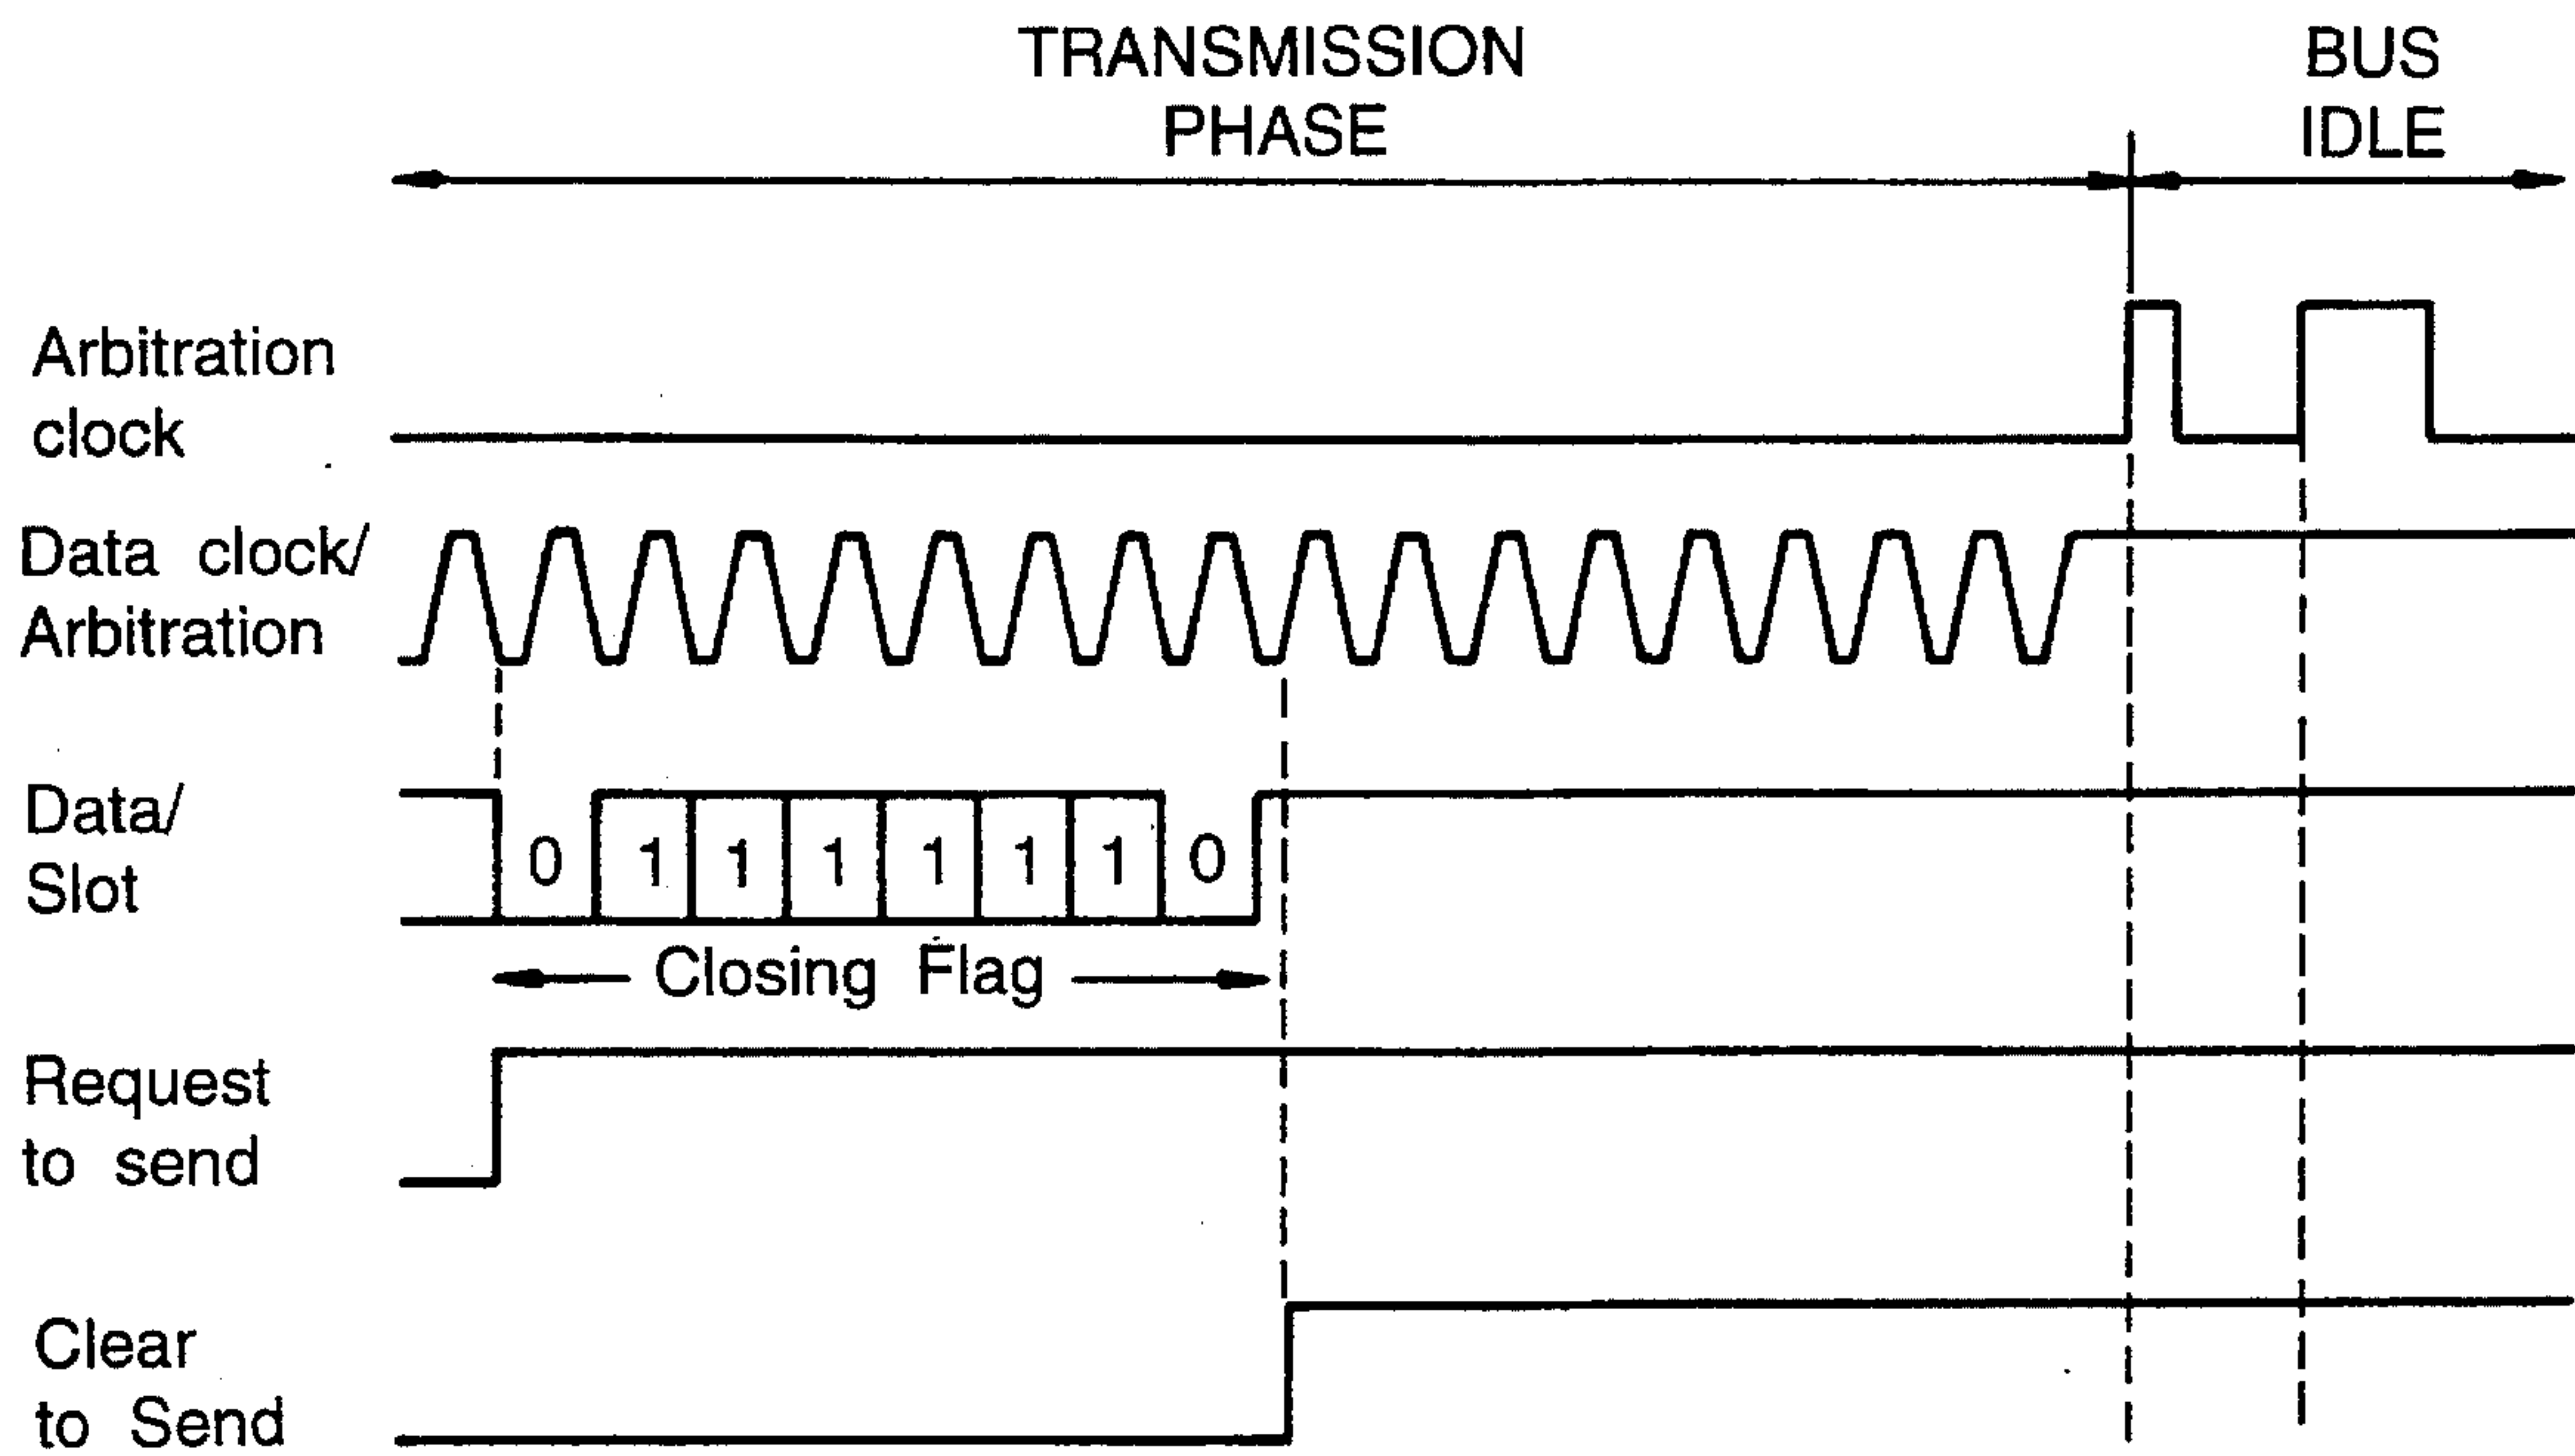 TRANSMISSION
PHASE
BUS
IDLE
Arbitration
clock
Data clock/
Arbitration
Data/
Slot
0 1 1 1 1 1 1 0
Closing Flag
Request
to send
Clear
to Send